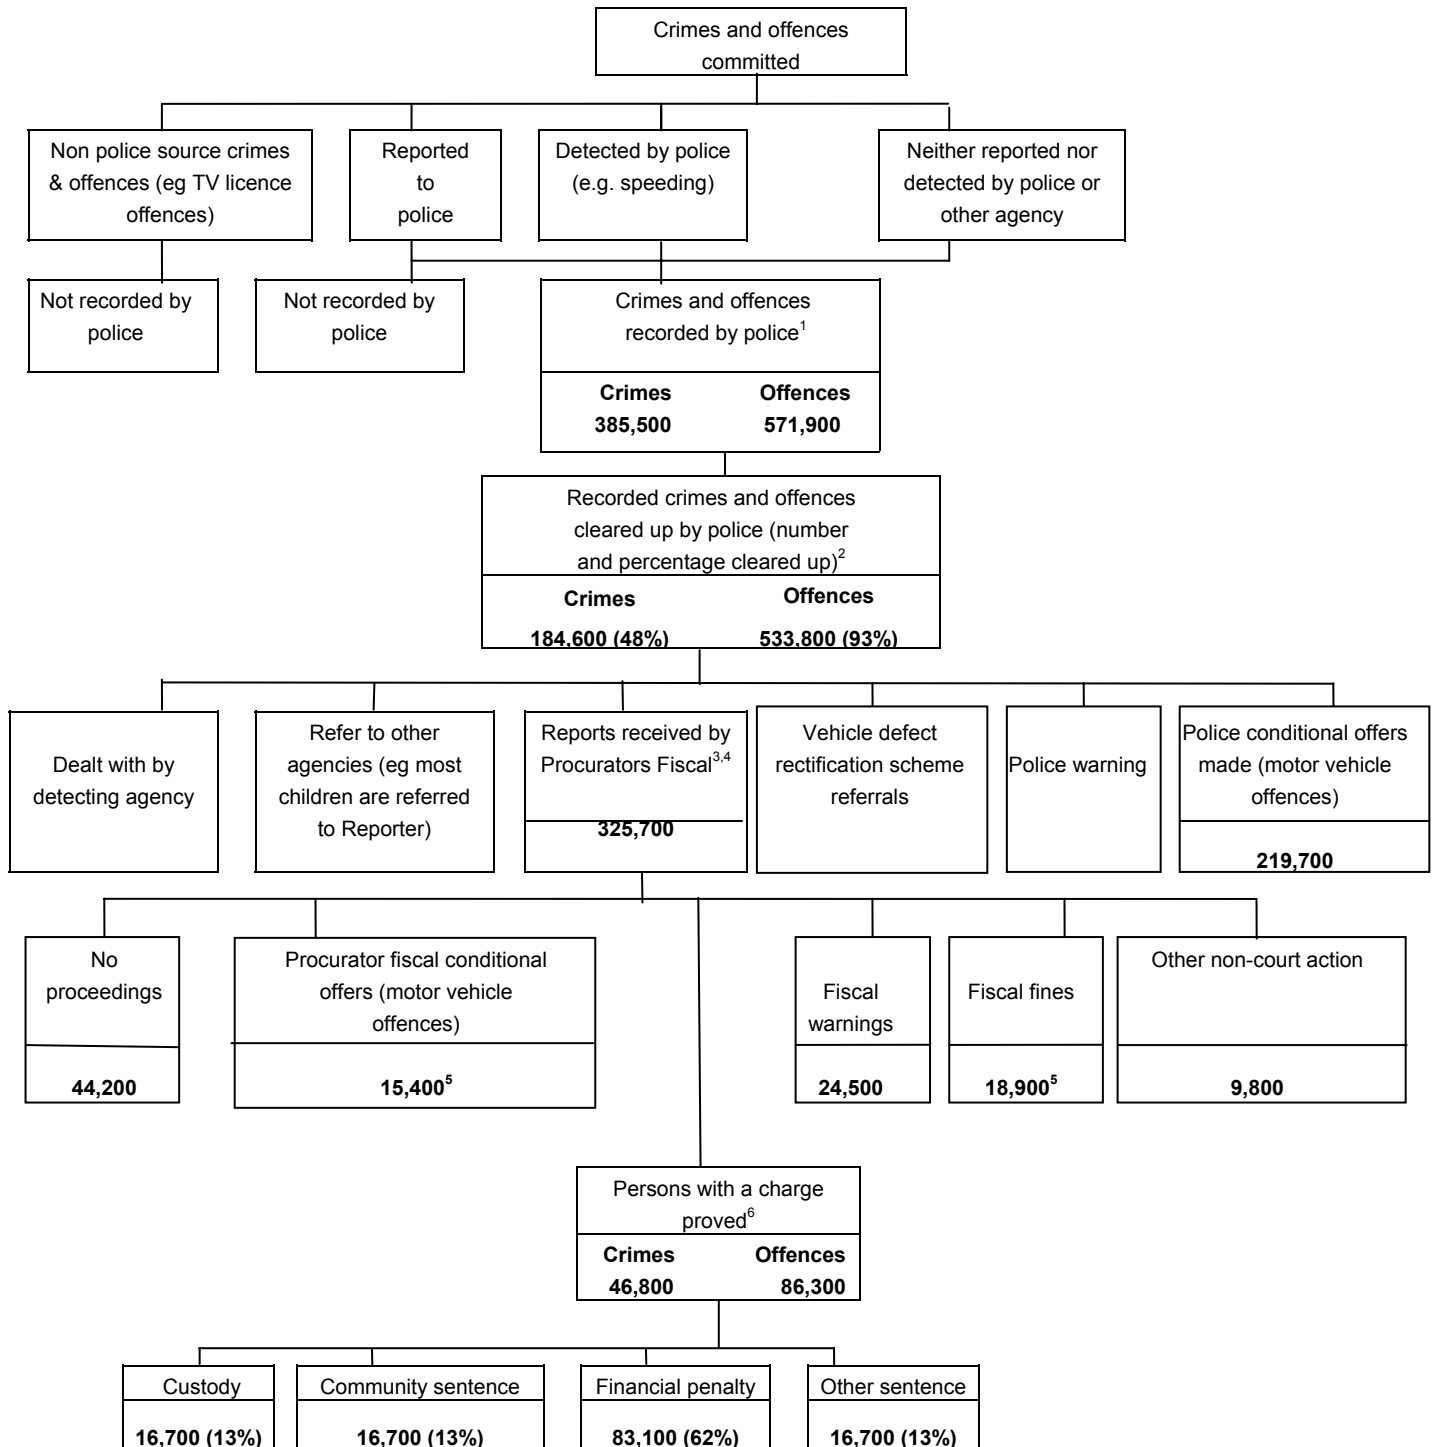 Crimes and offences
committed
Non police source crimes
& offences (eg TV licence
offences)
Reported
to
police
Detected by police
(e.g. speeding)
Neither reported nor
detected by police or
other agency
Not recorded by
police
Not recorded by
police
Crimes and offences
recorded by police1
Crimes Offences
385,500 571,900
Recorded crimes and offences
cleared up by police (number
and percentage cleared up)2
Crimes Offences
184,600 (48%) 533,800 (93%)
Dealt with by
detecting agency
Refer to other
agencies (eg most
children are referred
to Reporter)
Reports received by
Procurators Fiscal3,4
325,700
Vehicle defect
rectification scheme
referrals
Police warning
Police conditional offers
made (motor vehicle
offences)
219,700
No
proceedings
44,200
Procurator fiscal conditional
offers (motor vehicle
offences)
15,4005
Fiscal
warnings
24,500
Fiscal fines
18,9005
Other non-court action
9,800
Persons with a charge
proved6
Crimes Offences
46,800 86,300
Custody
16,700 (13%)
Community sentence
16,700 (13%)
Financial penalty
83,100 (62%)
Other sentence
16,700 (13%)